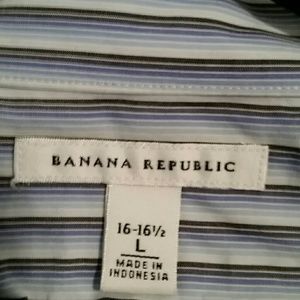 BANANA REPUBLIC
16-16½
L
MADE IN
INDONESIA